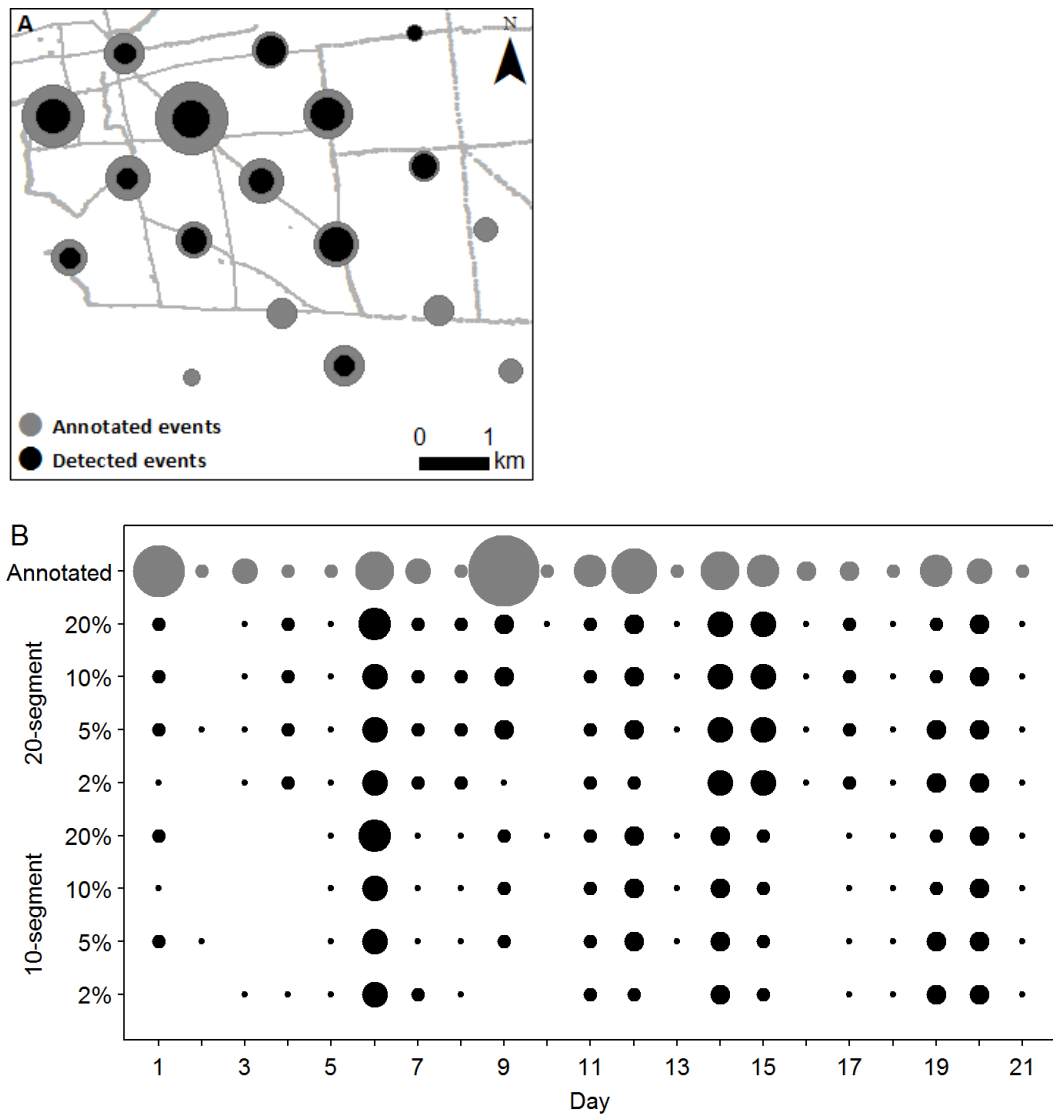 A
N
Annotated events
Detected events
0 1
km
B
Annotated
20%
10%
5%
2%
20-segment
20%
10%
5%
2%
10-segment
1 3 5 7 9 11 13 15 17 19 21
Day